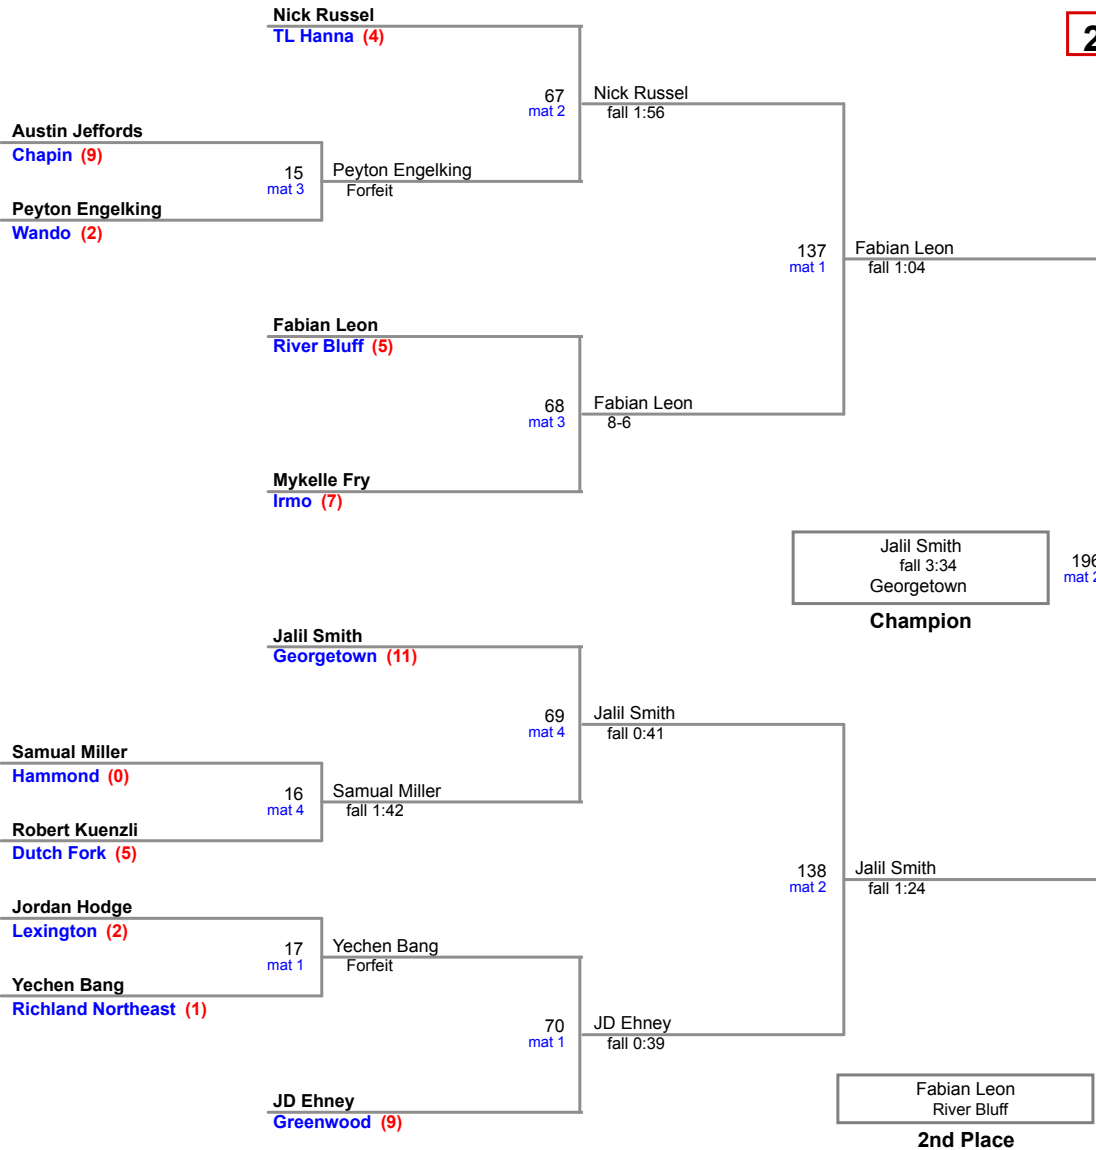 Nick Russel
TL Hanna (4)
2
67
mat 2
Nick Russel
fall 1:56
Austin Jeffords
Chapin (9)
15
mat 3
Peyton Engelking
Forfeit
Peyton Engelking
Wando (2)
137
mat 1
Fabian Leon
fall 1:04
Fabian Leon
River Bluff (5)
68
mat 3
Fabian Leon
8-6
Mykelle Fry
Irmo (7)
Jalil Smith
fall 3:34
Georgetown
196
mat 2
Champion
Jalil Smith
Georgetown (11)
69
mat 4
Jalil Smith
fall 0:41
Samual Miller
Hammond (0)
16
mat 4
Samual Miller
fall 1:42
Robert Kuenzli
Dutch Fork (5)
138
mat 2
Jalil Smith
fall 1:24
Jordan Hodge
Lexington (2)
17
mat 1
Yechen Bang
Forfeit
Yechen Bang
Richland Northeast (1)
70
mat 1
JD Ehney
fall 0:39
JD Ehney
Greenwood (9)
Fabian Leon
River Bluff
2nd Place